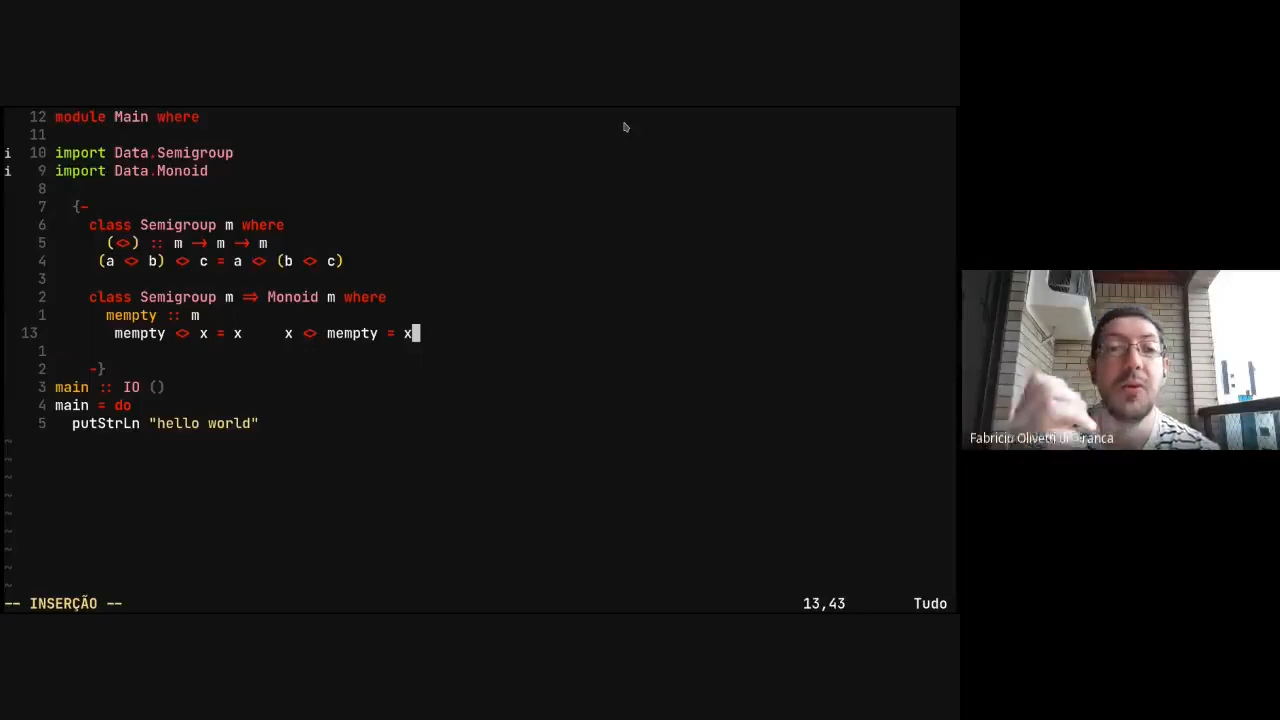 12 module Main where
11
i 10 import Data.Semigroup
i 9 import Data.Monoid
8
7 {-
6 class Semigroup m where
5 (<>) :: m -> m -> m
4 (a <> b) <> c = a <> (b <> c)
3
2 class Semigroup m => Monoid m where
1 mempty :: m
13 mempty <> x = x     x <> mempty = x
1
2 -}
3 main :: IO ()
4 main = do
5 putStrLn "hello world"
~
~
~
~
~
~
~
~
~
-- INSERÇÃO -- 13,43 Tudo
Olivetti